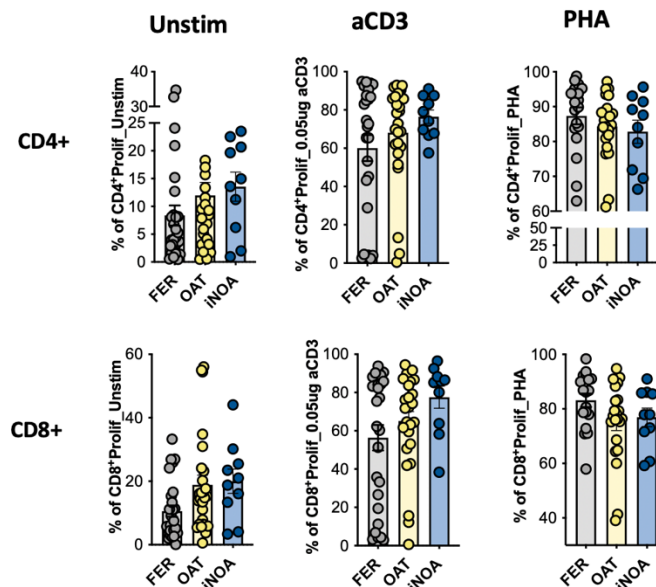 Unstim
aCD3
PHA
CD4+
% of CD4⁺Prolif_Unstim
40
30
20
25
20
15
10
5
0
FER
OAT
iNOA
% of CD4⁺Prolif_0.05ug aCD3
100
80
60
40
20
0
FER
OAT
iNOA
% of CD4⁺Prolif_PHA
100
90
80
70
60
50
0
FER
OAT
iNOA
CD8+
% of CD8⁺Prolif_Unstim
60
40
20
0
FER
OAT
iNOA
% of CD8⁺Prolif_0.05ug aCD3
100
80
60
40
20
0
FER
OAT
iNOA
% of CD8⁺Prolif_PHA
100
80
60
40
FER
OAT
iNOA